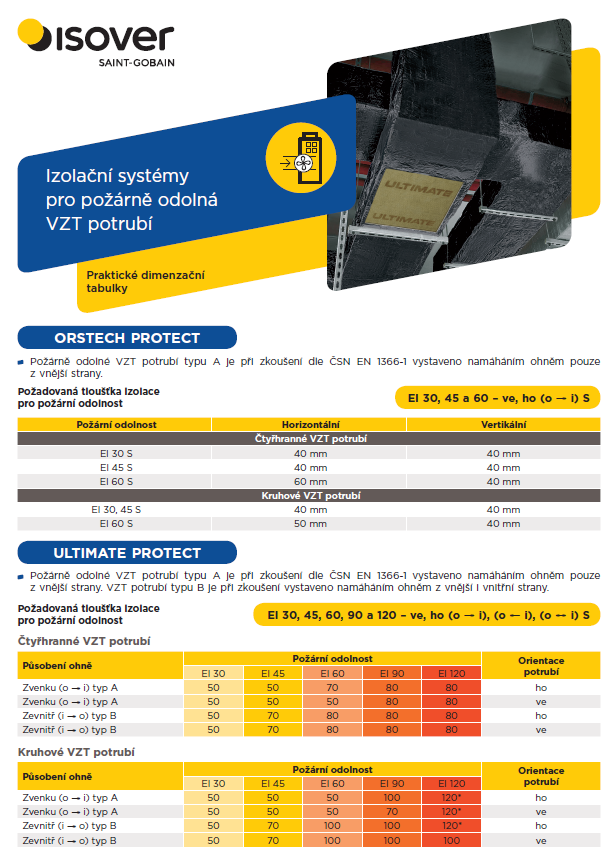 isover
SAINT-GOBAIN
Izolační systémy
pro požárně odolná
VZT potrubí
ULTIMATE
ULTIMATE
Praktické dimenzační
tabulky
ORSTECH PROTECT
Požárně odolné VZT potrubí typu A je při zkoušení dle ČSN EN 1366-1 vystaveno namáháním ohněm pouze
z vnější strany.
Požadovaná tloušťka izolace
pro požární odolnost
EI 30, 45 a 60 – ve, ho (o → i) S
Požární odolnost Horizontální Vertikální
Čtyřhranné VZT potrubí
EI 30 S 40 mm 40 mm
EI 45 S 40 mm 40 mm
EI 60 S 60 mm 40 mm
Kruhové VZT potrubí
EI 30, 45 S 40 mm 40 mm
EI 60 S 50 mm 40 mm
ULTIMATE PROTECT
Požárně odolné VZT potrubí typu A je při zkoušení dle ČSN EN 1366-1 vystaveno namáháním ohněm pouze
z vnější strany. VZT potrubí typu B je při zkoušení vystaveno namáháním ohněm z vnější i vnitřní strany.
Požadovaná tloušťka izolace
pro požární odolnost
EI 30, 45, 60, 90 a 120 – ve, ho (o → i), (o ← i), (o ↔ i) S
Čtyřhranné VZT potrubí
Působení ohně Požární odolnost Orientace
potrubí
EI 30 EI 45 EI 60 EI 90 EI 120
Zvenku (o → i) typ A 50 50 70 80 80 ho
Zvenku (o → i) typ A 50 50 50 80 80 ve
Zevnitř (i → o) typ B 50 70 80 80 80 ho
Zevnitř (i → o) typ B 50 70 80 80 80 ve
Kruhové VZT potrubí
Působení ohně Požární odolnost Orientace
potrubí
EI 30 EI 45 EI 60 EI 90 EI 120
Zvenku (o → i) typ A 50 50 50 100 120* ho
Zvenku (o → i) typ A 50 50 50 70 120* ve
Zevnitř (i → o) typ B 50 70 100 100 120* ho
Zevnitř (i → o) typ B 50 70 100 100 100 ve